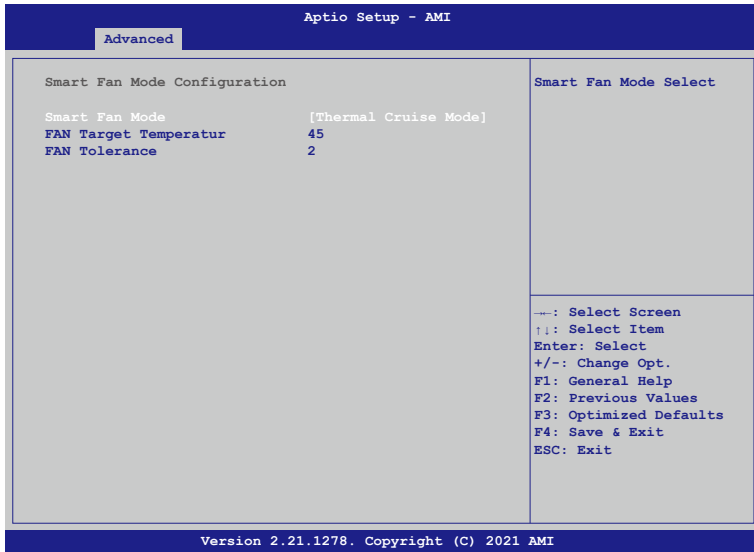 Aptio Setup - AMI
Advanced
Smart Fan Mode Configuration
Smart Fan Mode [Thermal Cruise Mode]
FAN Target Temperatur 45
FAN Tolerance 2
Smart Fan Mode Select
→←: Select Screen
↑↓: Select Item
Enter: Select
+/-: Change Opt.
F1: General Help
F2: Previous Values
F3: Optimized Defaults
F4: Save & Exit
ESC: Exit
Version 2.21.1278. Copyright (C) 2021 AMI